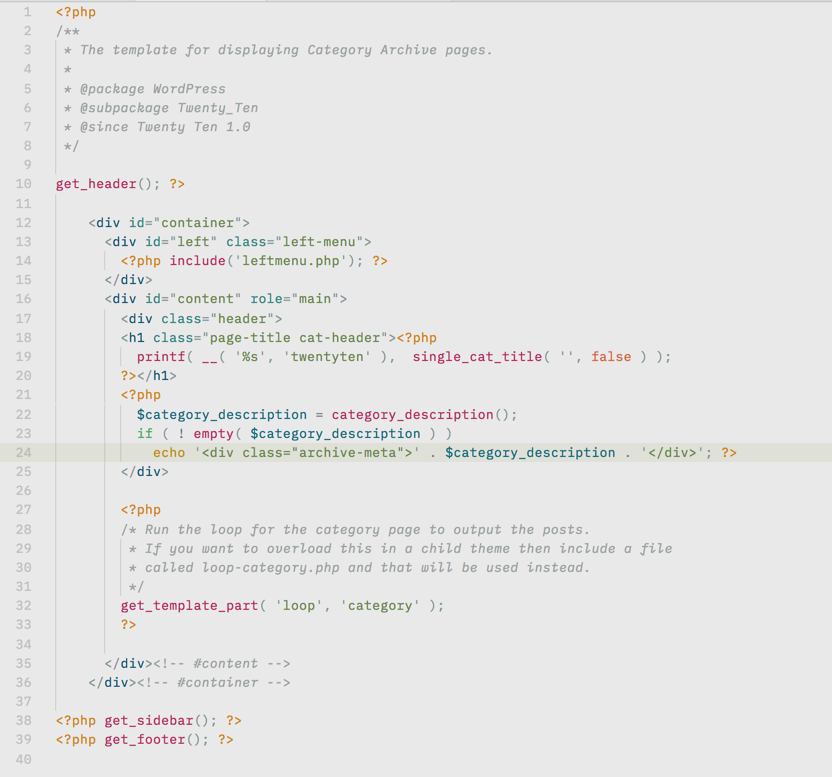 1 <?php
2 /**
3  * The template for displaying Category Archive pages.
4  *
5  * @package WordPress
6  * @subpackage Twenty_Ten
7  * @since Twenty Ten 1.0
8  */
9
10 get_header(); ?>
11
12     <div id="container">
13       <div id="left" class="left-menu">
14         <?php include('leftmenu.php'); ?>
15       </div>
16       <div id="content" role="main">
17         <div class="header">
18         <h1 class="page-title cat-header"><?php
19           printf( __( '%s', 'twentyten' ),  single_cat_title( '', false ) );
20         ?></h1>
21         <?php
22           $category_description = category_description();
23           if ( ! empty( $category_description ) )
24             echo '<div class="archive-meta">' . $category_description . '</div>'; ?>
25         </div>
26
27         <?php
28         /* Run the loop for the category page to output the posts.
29          * If you want to overload this in a child theme then include a file
30          * called loop-category.php and that will be used instead.
31          */
32         get_template_part( 'loop', 'category' );
33         ?>
34
35       </div><!-- #content -->
36     </div><!-- #container -->
37
38 <?php get_sidebar(); ?>
39 <?php get_footer(); ?>
40